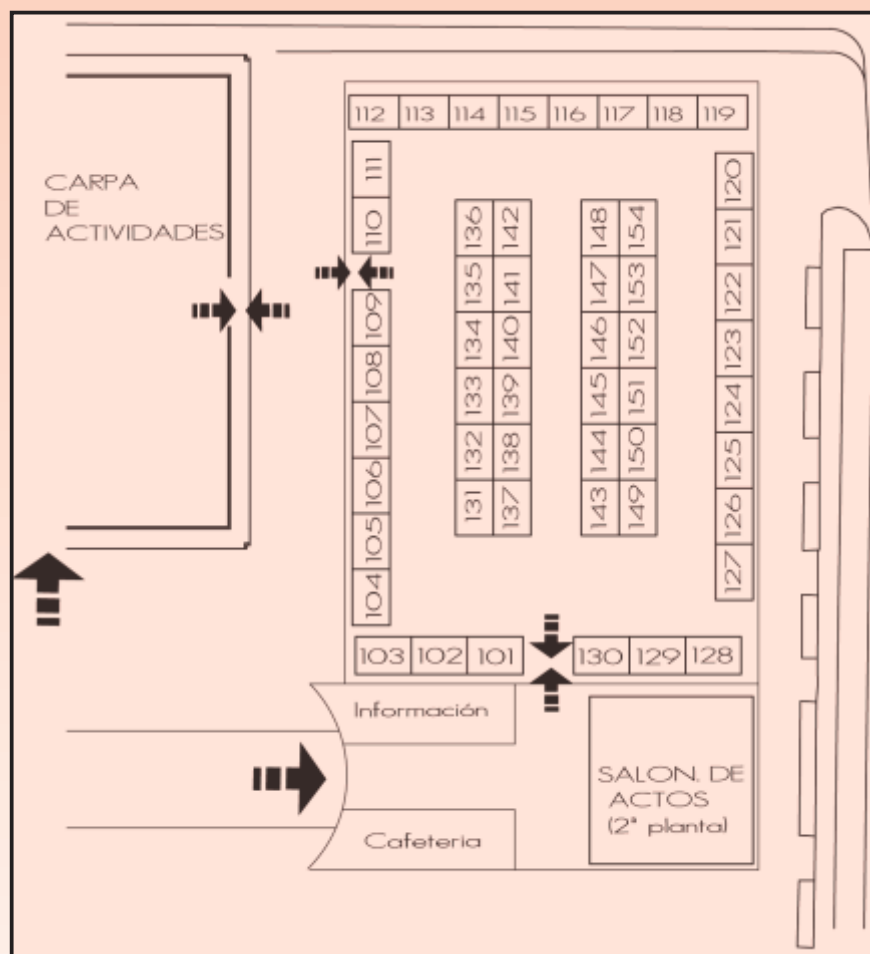 112 113 114 115 116 117 118 119
111
110
109
108
107
106
105
104
103 102 101
130 129 128
120
121
122
123
124
125
126
127
136 142
135 141
134 140
133 139
132 138
131 137
148 154
147 153
146 152
145 151
144 150
143 149
CARPA
DE
ACTIVIDADES
Información
Cafeteria
SALON. DE
ACTOS
(2ª planta)